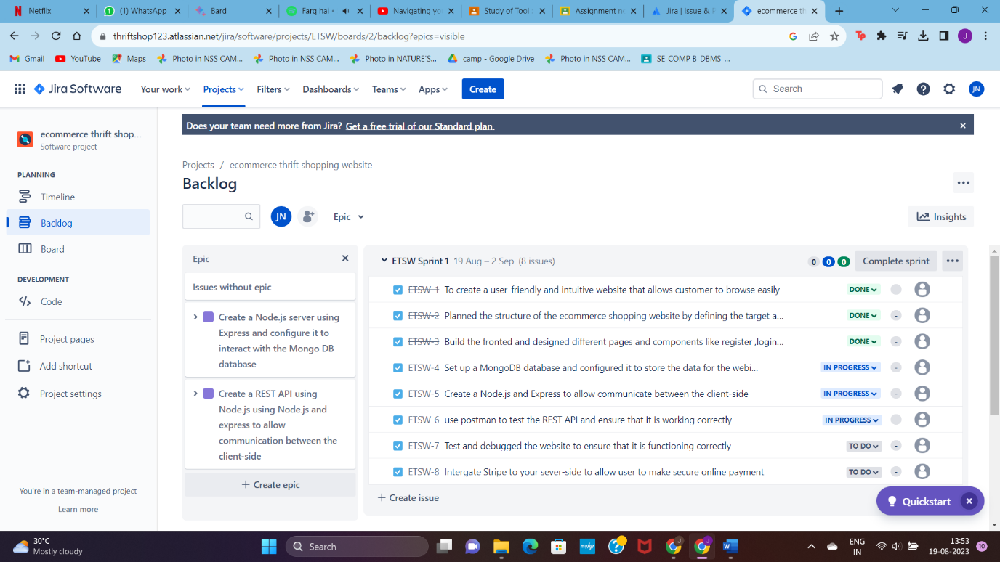 Netflix
(1) WhatsApp
Bard
Farq hai •
Navigating yo
Study of Tool
Assignment n
Jira | Issue & P
ecommerce th
thriftshop123.atlassian.net/jira/software/projects/ETSW/boards/2/backlog?epics=visible
Gmail
YouTube
Maps
Photo in NSS CAM...
Photo in NSS CAM...
Photo in NATURE'S...
camp - Google Drive
Photo in NSS CAM...
SE_COMP B_DBMS_...
Jira Software
Your work
Projects
Filters
Dashboards
Teams
Apps
Create
Search
JN
ecommerce thrift shop...
Software project
PLANNING
Timeline
Backlog
Board
DEVELOPMENT
Code
Project pages
Add shortcut
Project settings
You're in a team-managed project
Learn more
Does your team need more from Jira? Get a free trial of our Standard plan.
Projects / ecommerce thrift shopping website
Backlog
JN
Epic
Insights
Epic
Issues without epic
Create a Node.js server using
Express and configure it to
interact with the Mongo DB
database
Create a REST API using
Node.js using Node.js and
express to allow
communication between the
client-side
+ Create epic
ETSW Sprint 1 19 Aug – 2 Sep (8 issues)
0 0 0 Complete sprint
ETSW-1 To create a user-friendly and intuitive website that allows customer to browse easily DONE -
ETSW-2 Planned the structure of the ecommerce shopping website by defining the target a... DONE -
ETSW-3 Build the fronted and designed different pages and components like register ,login... DONE -
ETSW-4 Set up a MongoDB database and configured it to store the data for the webi... IN PROGRESS -
ETSW-5 Create a Node.js and Express to allow communicate between the client-side IN PROGRESS -
ETSW-6 use postman to test the REST API and ensure that it is working correctly IN PROGRESS -
ETSW-7 Test and debugged the website to ensure that it is functioning correctly TO DO -
ETSW-8 Intergate Stripe to your sever-side to allow user to make secure online payment TO DO -
+ Create issue
Quickstart
30°C
Mostly cloudy
Search
ENG
IN
13:53
19-08-2023
10